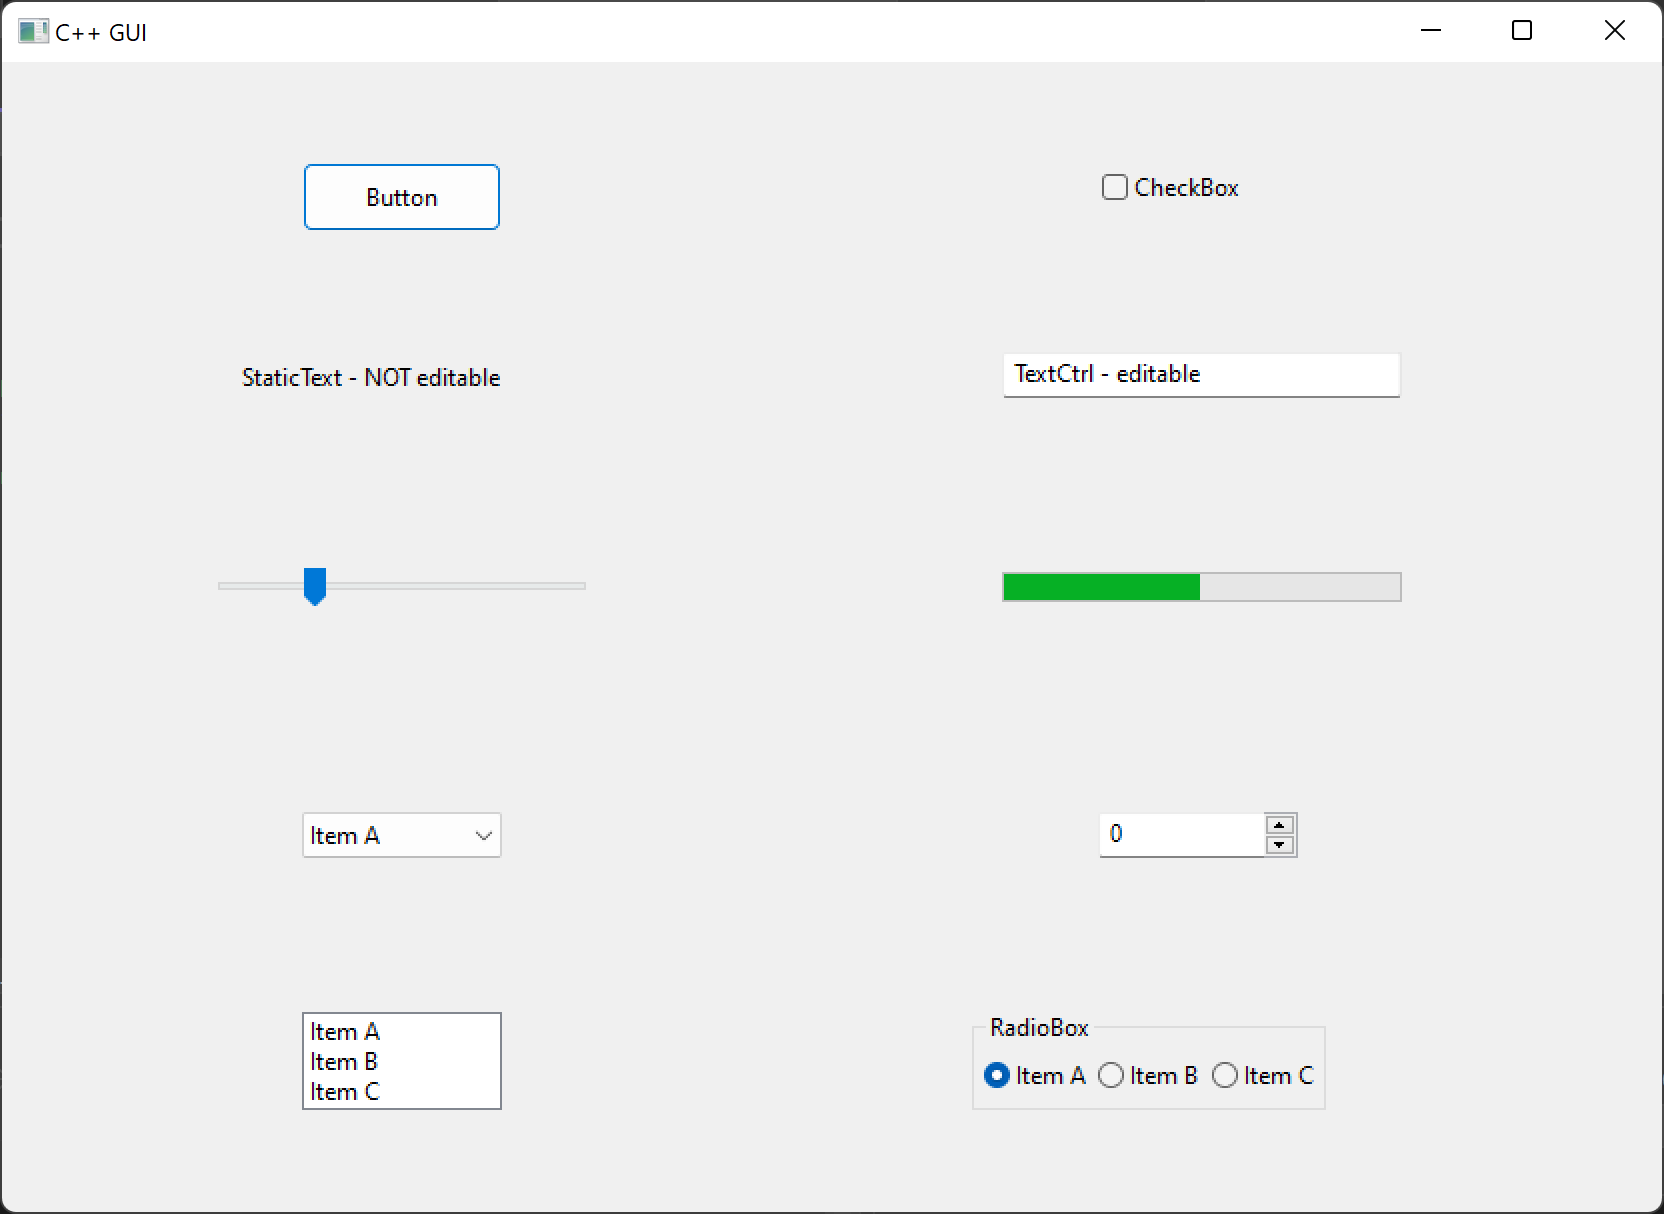 C++ GUI
Button
CheckBox
StaticText - NOT editable
TextCtrl - editable
Item A
0
Item A
Item B
Item C
RadioBox
Item A Item B Item C